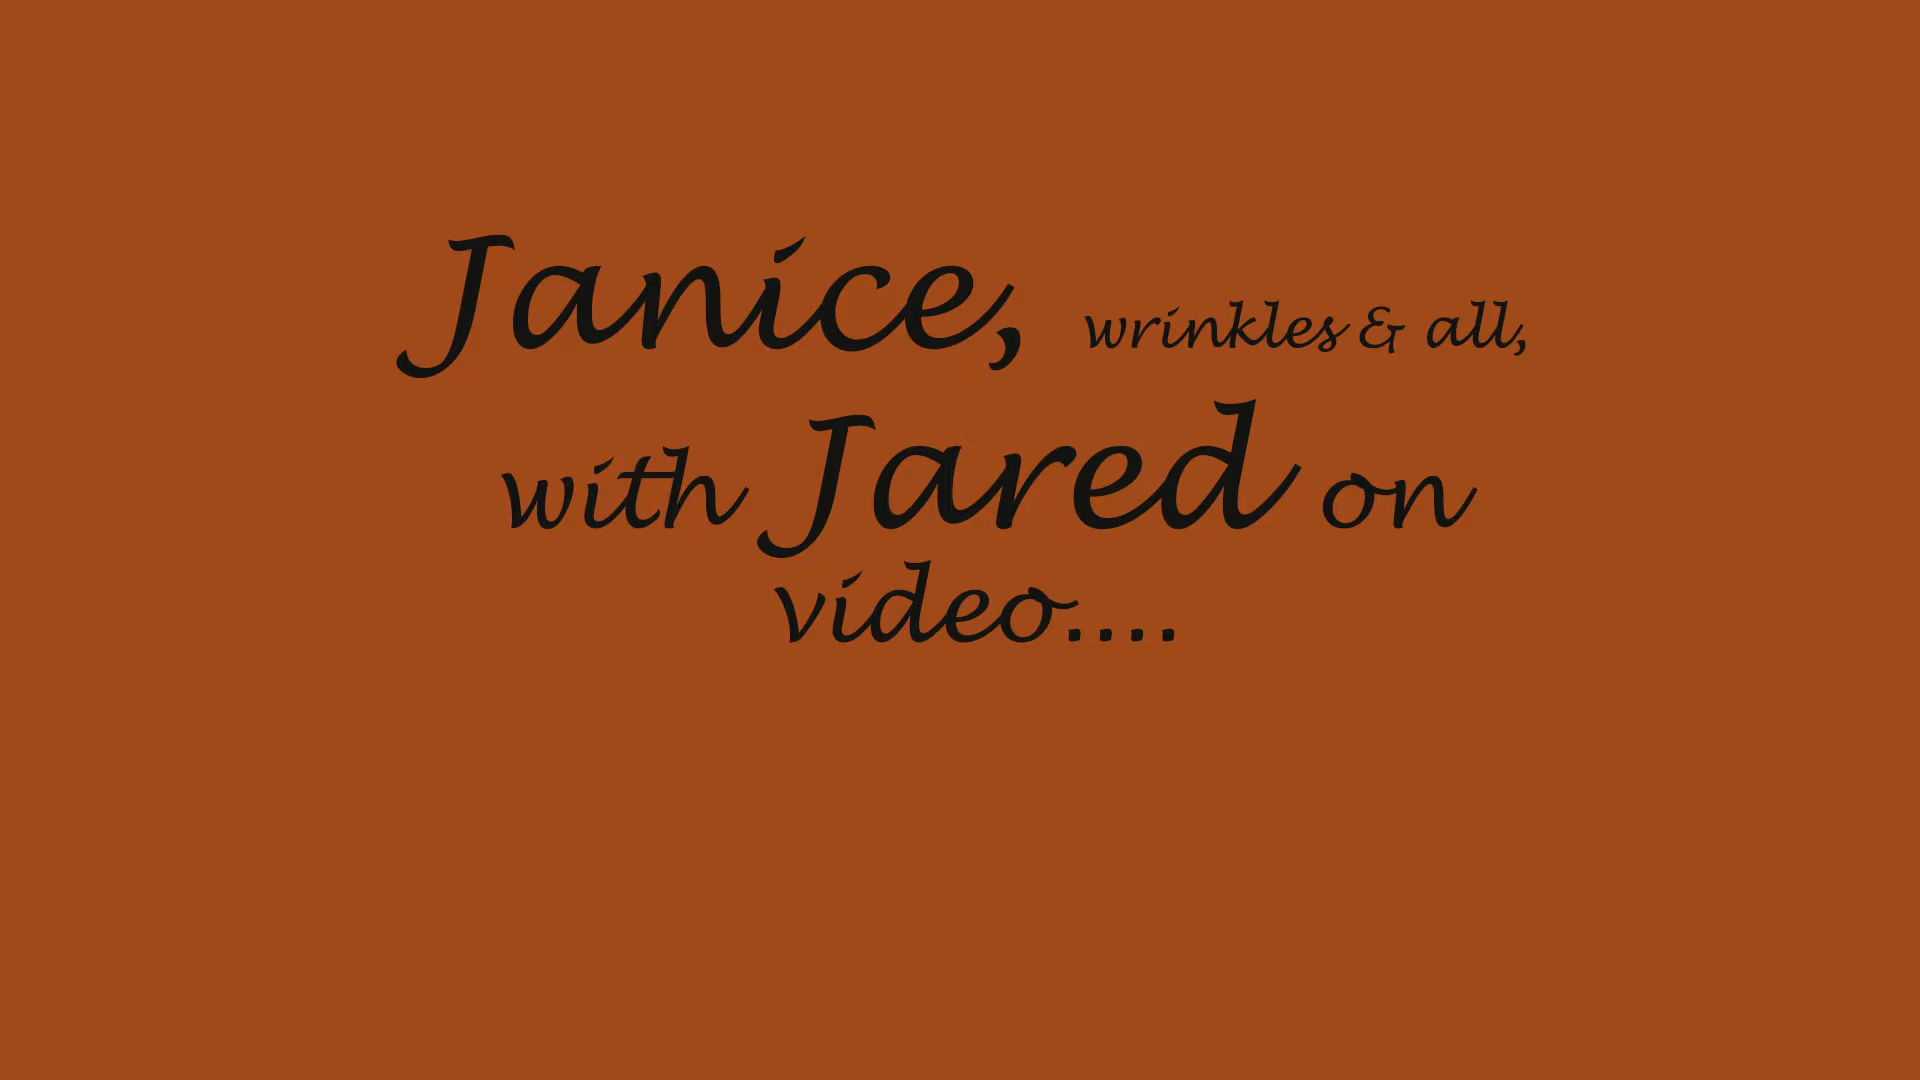 Janice, wrinkles & all,
with Jared on
video....